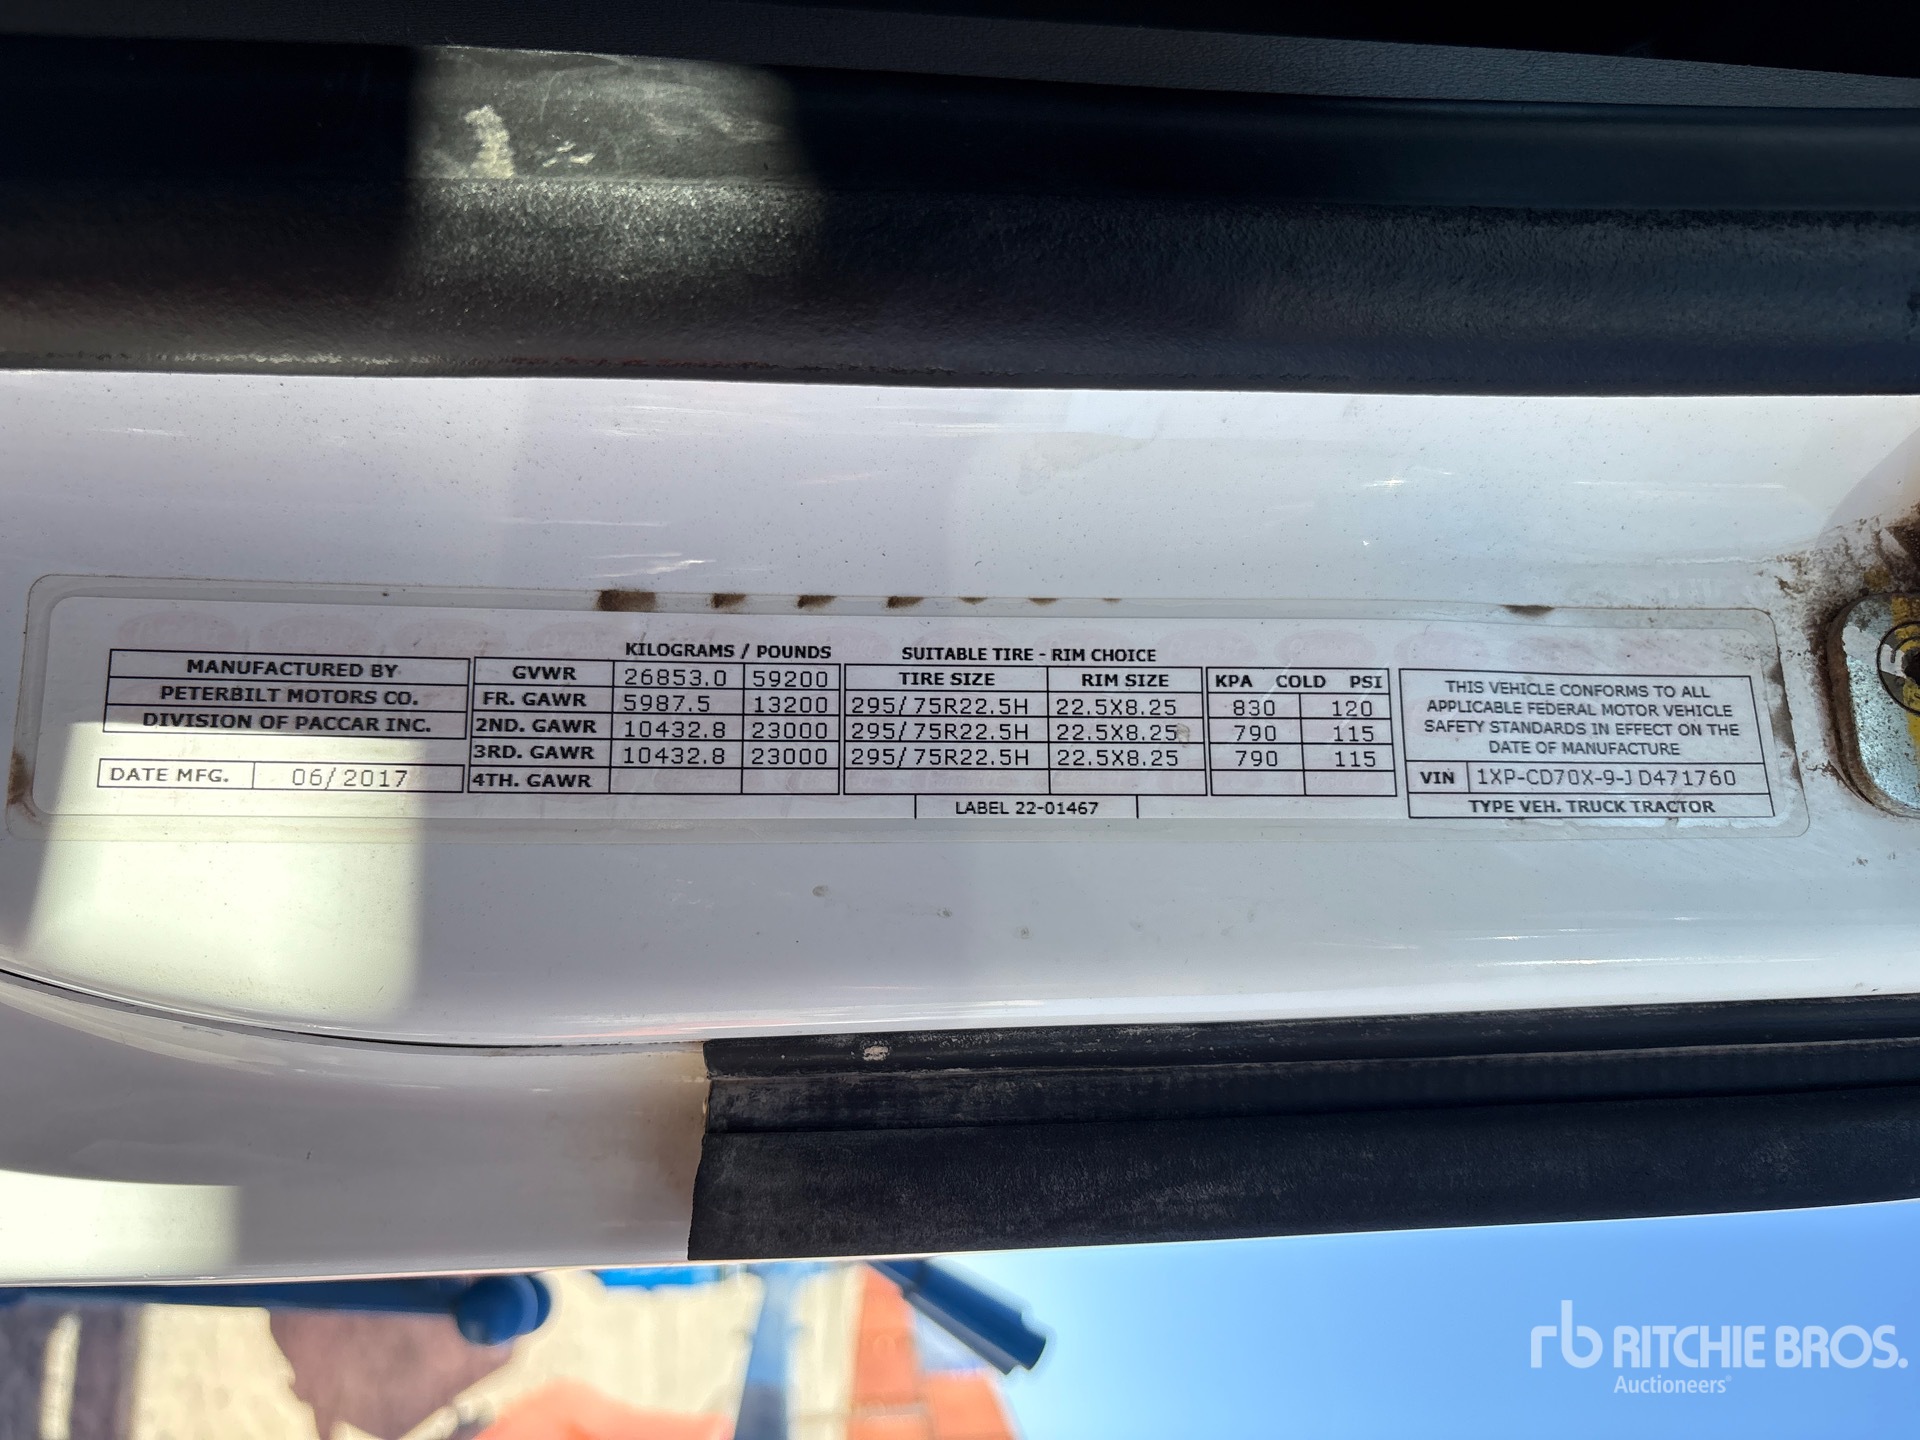 MANUFACTURED BY
PETERBILT MOTORS CO.
DIVISION OF PACCAR INC.
DATE MFG. 06/2017
KILOGRAMS / POUNDS
GVWR 26853.0 59200
FR. GAWR 5987.5 13200
2ND. GAWR 10432.8 23000
3RD. GAWR 10432.8 23000
4TH. GAWR
SUITABLE TIRE - RIM CHOICE
TIRE SIZE RIM SIZE
295/75R22.5H 22.5X8.25
295/75R22.5H 22.5X8.25
295/75R22.5H 22.5X8.25
KPA COLD PSI
830 120
790 115
790 115
LABEL 22-01467
THIS VEHICLE CONFORMS TO ALL
APPLICABLE FEDERAL MOTOR VEHICLE
SAFETY STANDARDS IN EFFECT ON THE
DATE OF MANUFACTURE
VIN 1XP-CD70X-9-JD471760
TYPE VEH. TRUCK TRACTOR
rb RITCHIE BROS.
Auctioneers